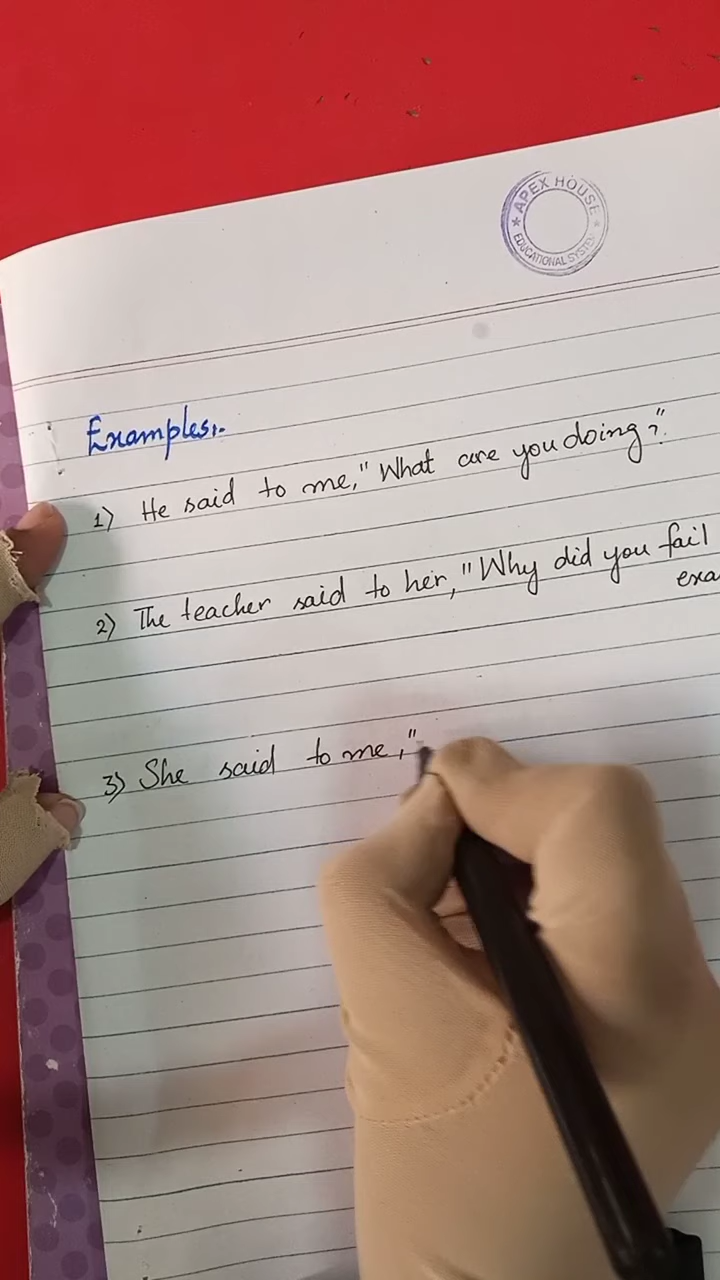 APEX HOUSE
* EDUCATIONAL SYSTEM *
Examples:-
1) He said to me," What are you doing?"
2) The teacher said to her, "Why did you fail
exa
3) She said to me,"